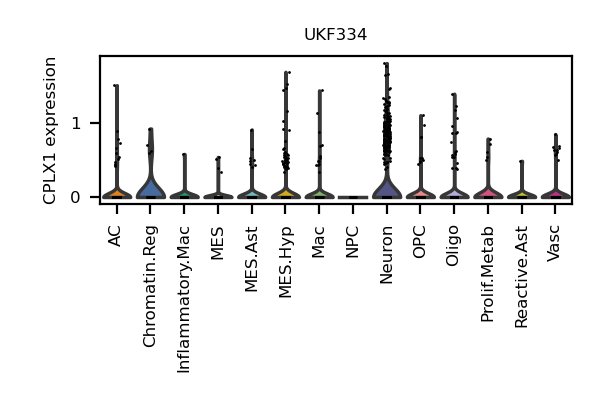 UKF334
CPLX1 expression
1
0
AC
Chromatin.Reg
Inflammatory.Mac
MES
MES.Ast
MES.Hyp
Mac
NPC
Neuron
OPC
Oligo
Prolif.Metab
Reactive.Ast
Vasc